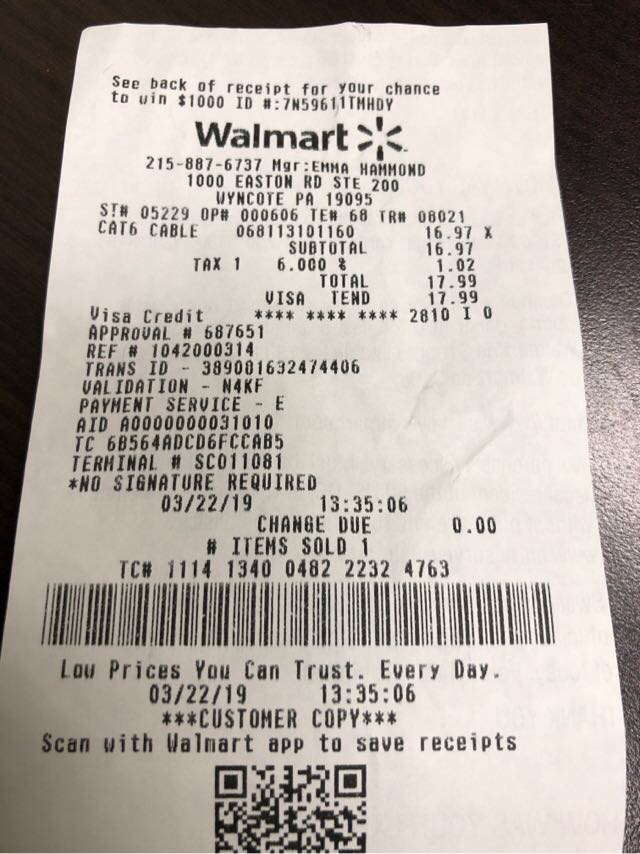 See back of receipt for your chance
to win $1000 ID #:7N59611TMHDY
Walmart
215-887-6737 Mgr:EMMA HAMMOND
1000 EASTON RD STE 200
WYNCOTE PA 19095
ST# 05229 OP# 000606 TE# 68 TR# 08021
CAT6 CABLE 068113101160 16.97 X
SUBTOTAL 16.97
TAX 1 6.000 % 1.02
TOTAL 17.99
VISA TEND 17.99
Visa Credit **** **** **** 2810 I 0
APPROVAL # 687651
REF # 1042000314
TRANS ID - 389081632474406
VALIDATION - N4KF
PAYMENT SERVICE - E
AID A0000000031010
TC 6B564ADCD6FCCAB5
TERMINAL # SC011081
*NO SIGNATURE REQUIRED
03/22/19 13:35:06
CHANGE DUE 0.00
# ITEMS SOLD 1
TC# 1114 1340 0482 2232 4763
Low Prices You Can Trust. Every Day.
03/22/19 13:35:06
***CUSTOMER COPY***
Scan with Walmart app to save receipts